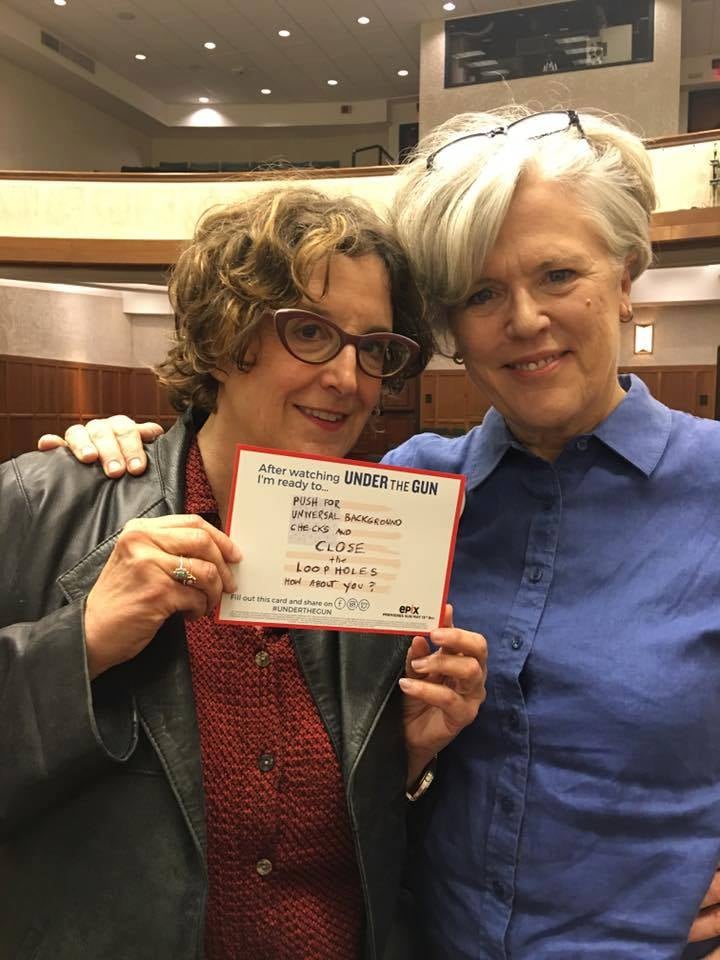 After watching UNDER THE GUN
I'm ready to...
PUSH FOR
UNIVERSAL BACKGROUND
CHECKS AND
CLOSE
the
LOOPHOLES
HOW ABOUT YOU?
Fill out this card and share on
#UNDERTHEGUN
epix